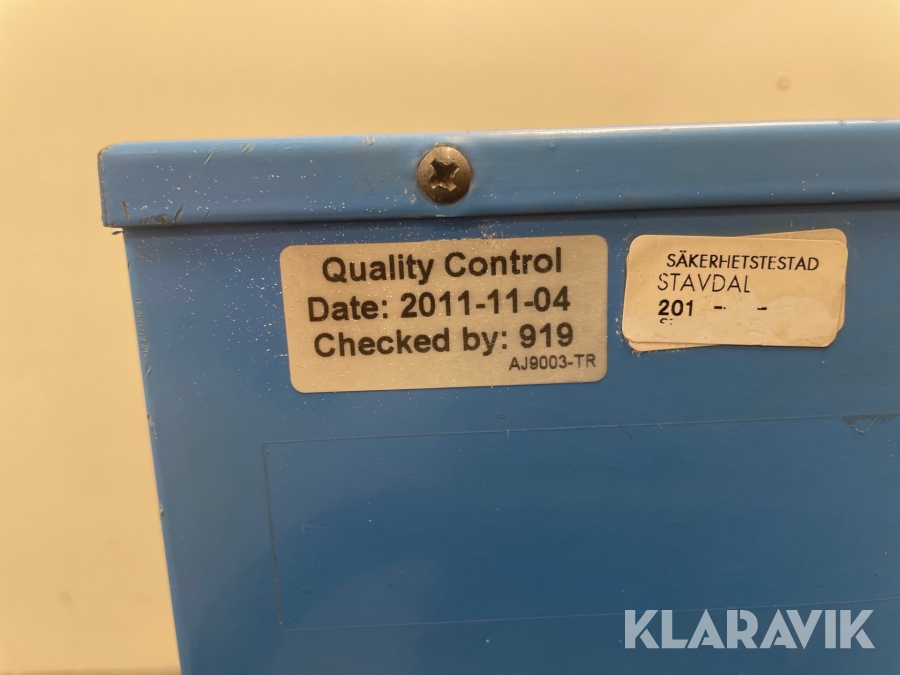 Quality Control
Date: 2011-11-04
Checked by: 919
AJ9003-TR
SÄKERHETSTESTAD
STAVDAL
201 - -
KLARAVIK